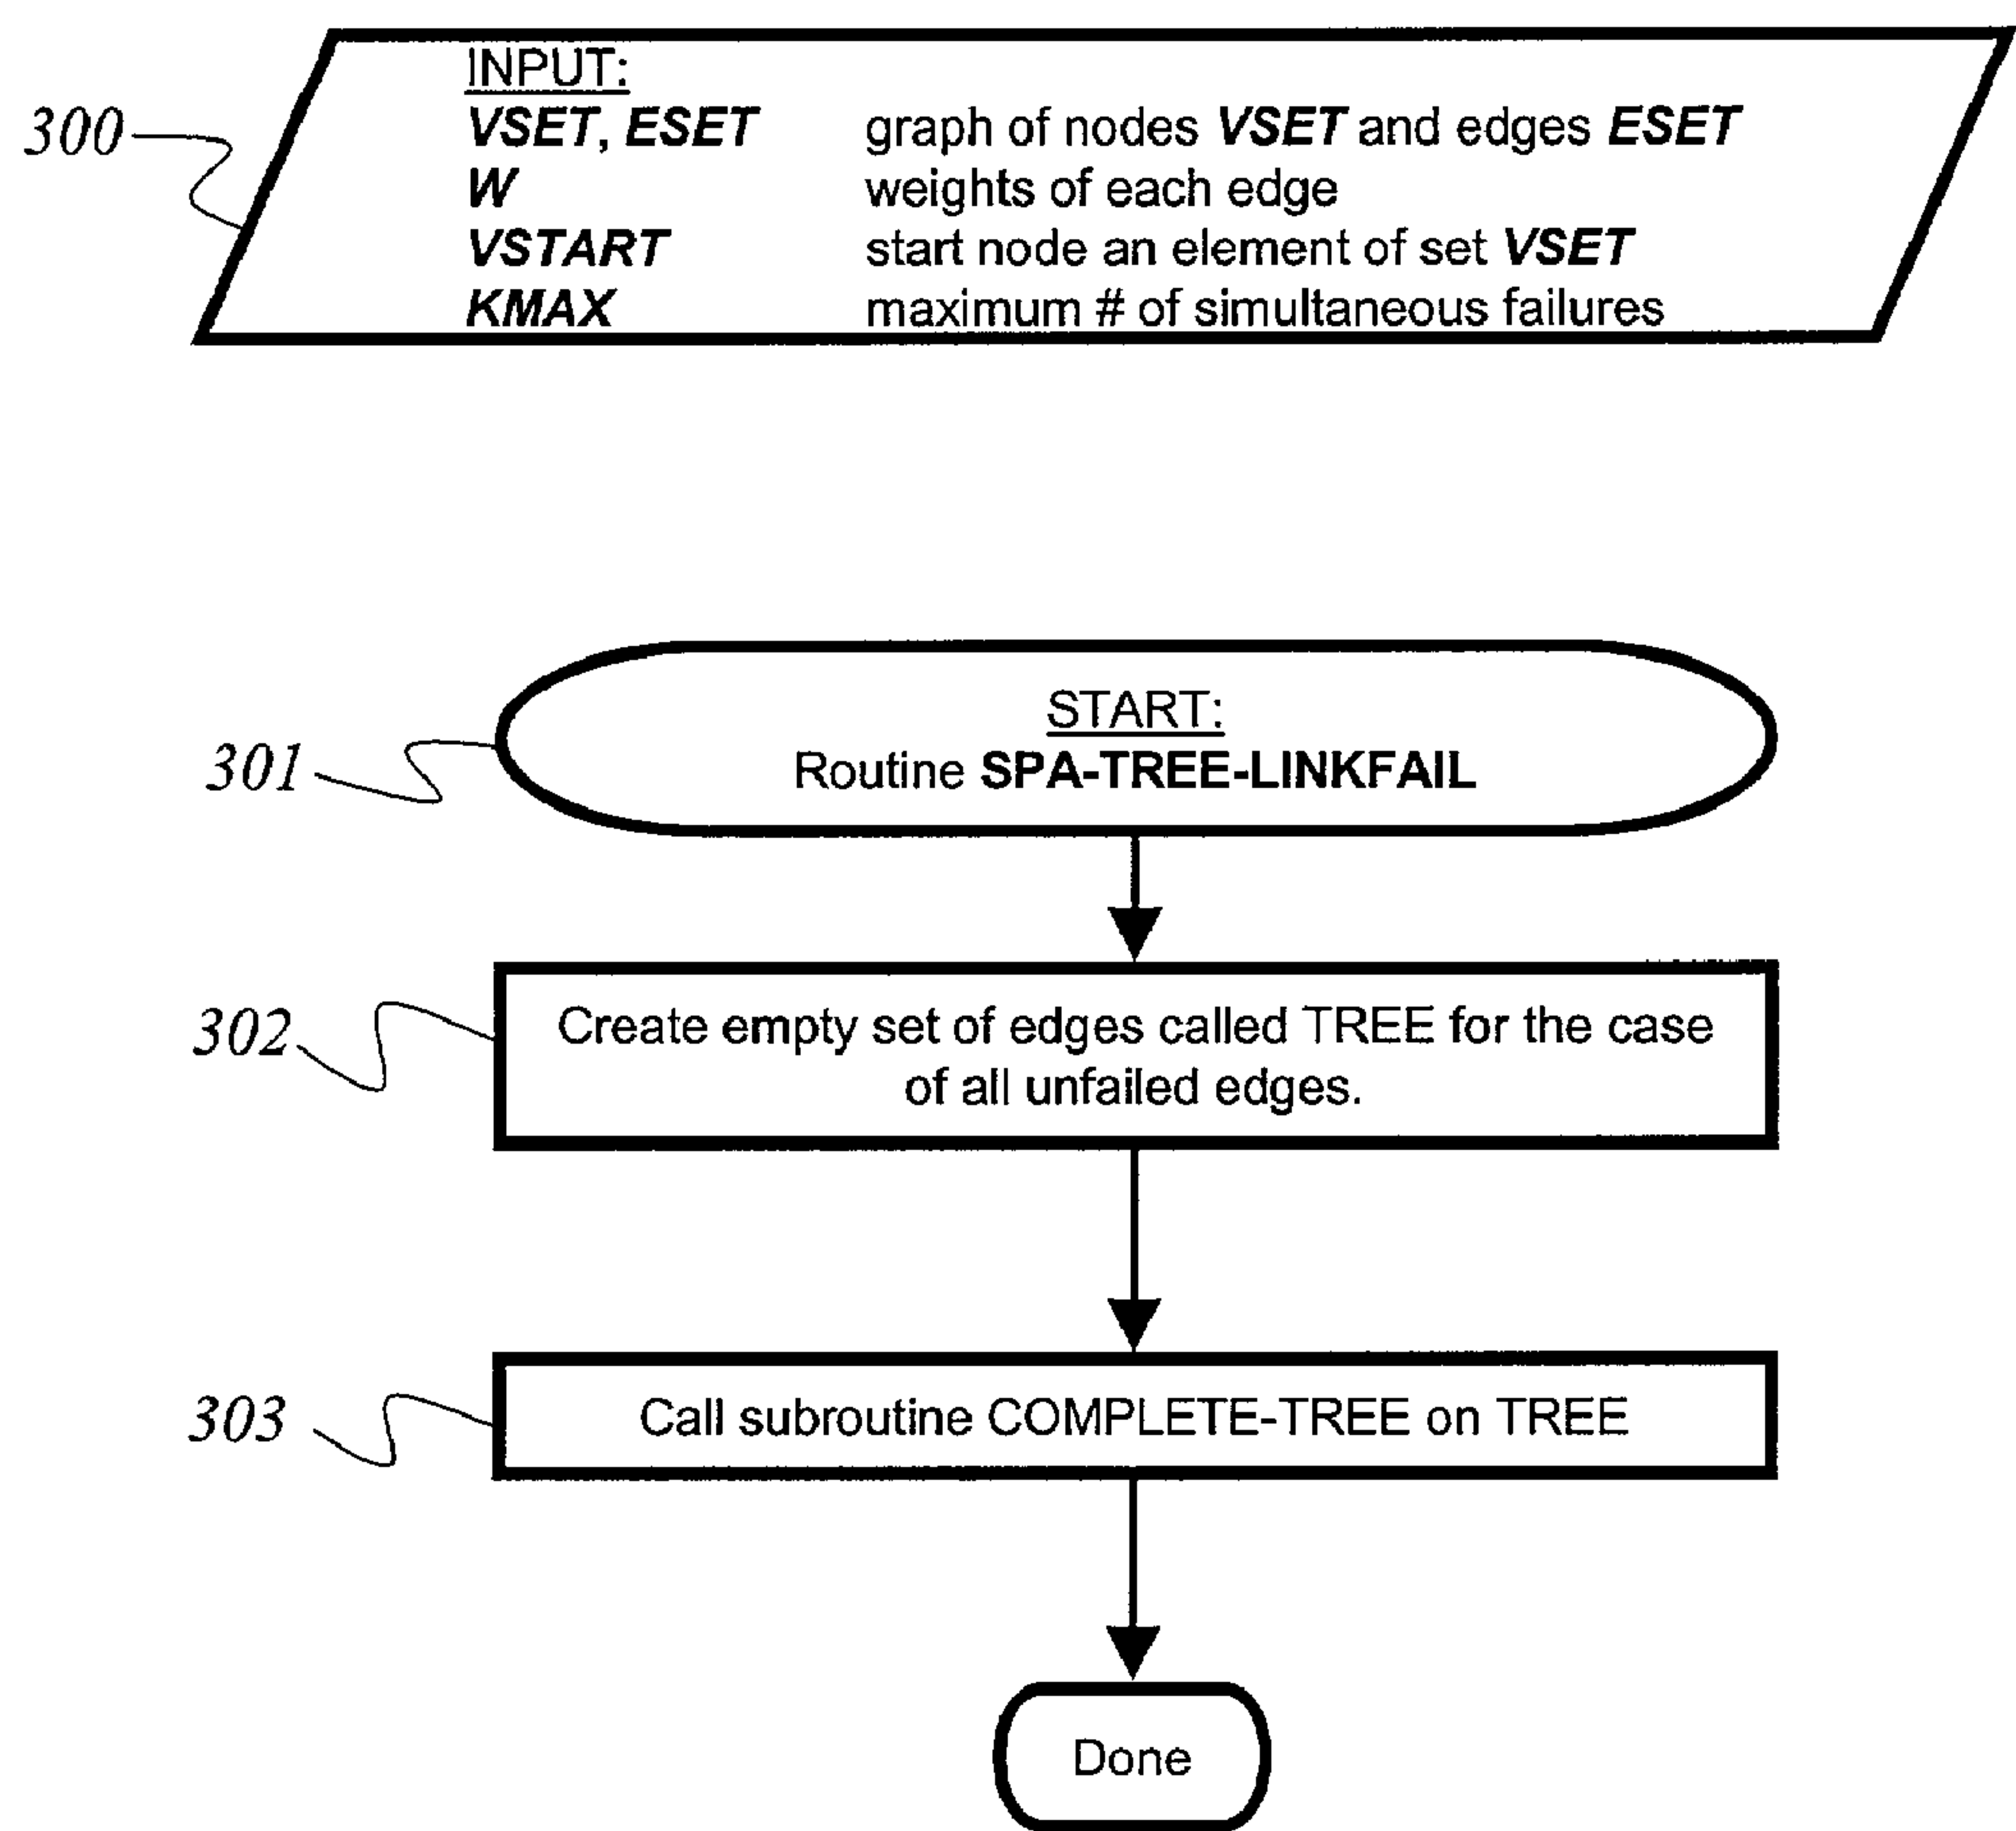 INPUT:
300
VSET, ESET graph of nodes VSET and edges ESET
W weights of each edge
VSTART start node an element of set VSET
KMAX maximum # of simultaneous failures
START:
301
Routine SPA-TREE-LINKFAIL
302
Create empty set of edges called TREE for the case
of all unfailed edges.
303
Call subroutine COMPLETE-TREE on TREE
Done